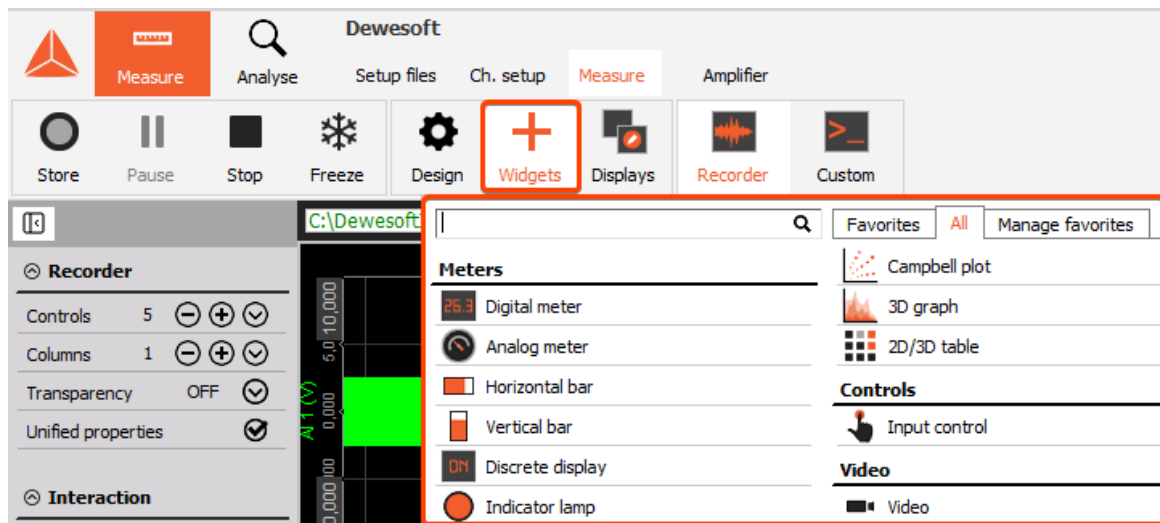 Dewesoft
Measure
Analyse
Setup files
Ch. setup
Measure
Amplifier
Store
Pause
Stop
Freeze
Design
Widgets
Displays
Recorder
Custom
C:\Dewesoft
Favorites
All
Manage favorites
Recorder
Controls 5
Columns 1
Transparency OFF
Unified properties
Interaction
10,000
5,0
AI 1 (V)
0,000
Meters
26.3 Digital meter
Analog meter
Horizontal bar
Vertical bar
ON Discrete display
Indicator lamp
Campbell plot
3D graph
2D/3D table
Controls
Input control
Video
Video